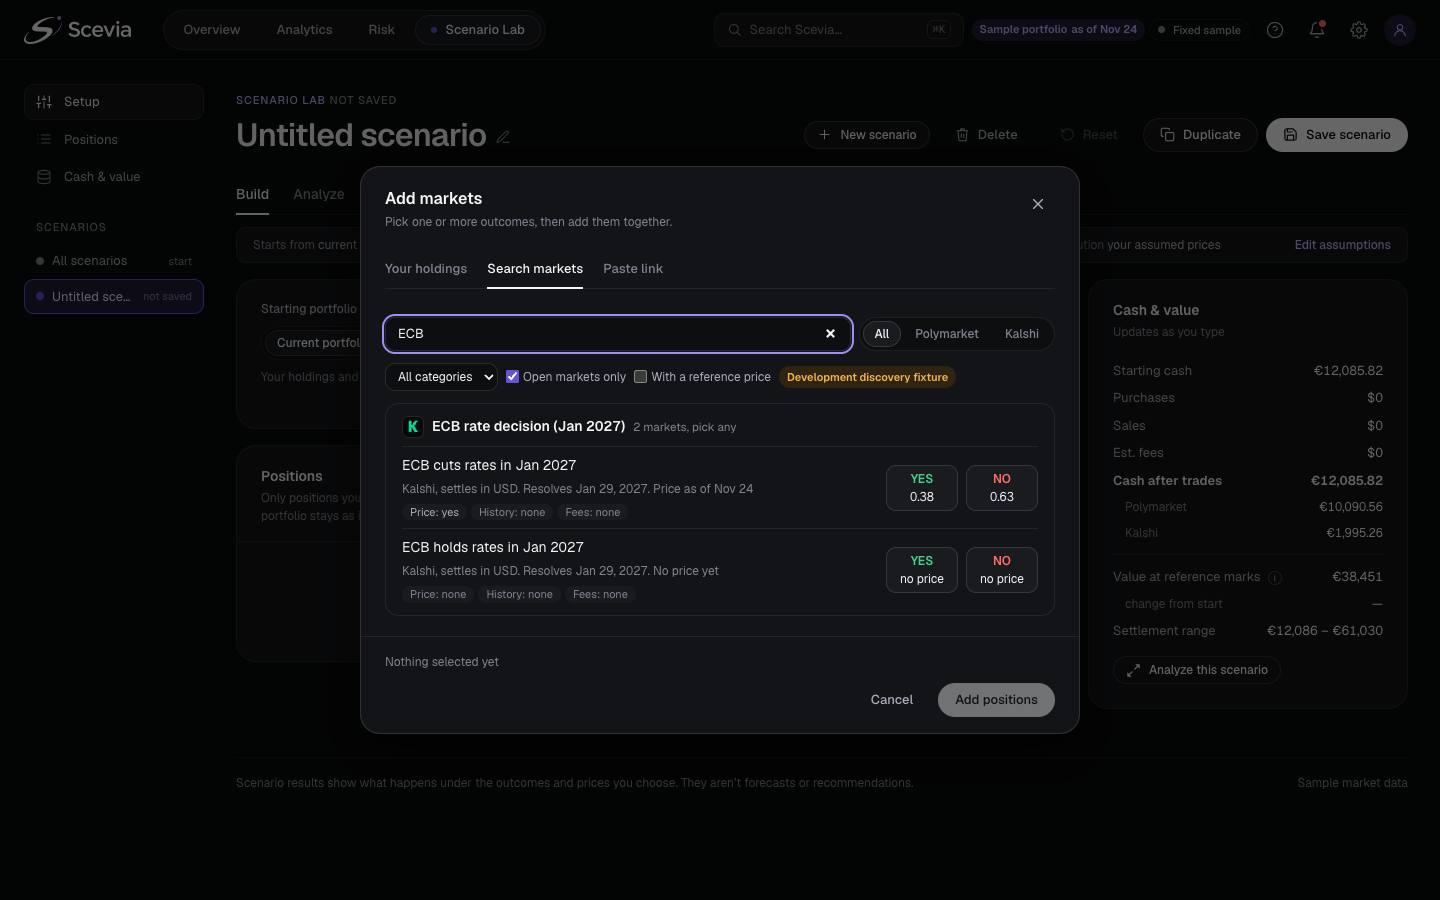 Scevia
Overview
Analytics
Risk
Scenario Lab
Search Scevia...
⌘K
Sample portfolio as of Nov 24
Fixed sample
Setup
Positions
Cash & value
SCENARIOS
All scenarios
start
Untitled sce...
not saved
SCENARIO LAB NOT SAVED
Untitled scenario
New scenario
Delete
Reset
Duplicate
Save scenario
Build
Analyze
Starts from current
your assumed prices
Edit assumptions
Starting portfolio
Current portfol
Your holdings and
Positions
Only positions you
portfolio stays as i
Add markets
Pick one or more outcomes, then add them together.
Your holdings
Search markets
Paste link
ECB
All
Polymarket
Kalshi
All categories
Open markets only
With a reference price
Development discovery fixture
K
ECB rate decision (Jan 2027)
2 markets, pick any
ECB cuts rates in Jan 2027
Kalshi, settles in USD. Resolves Jan 29, 2027. Price as of Nov 24
Price: yes
History: none
Fees: none
YES
0.38
NO
0.63
ECB holds rates in Jan 2027
Kalshi, settles in USD. Resolves Jan 29, 2027. No price yet
Price: none
History: none
Fees: none
YES
no price
NO
no price
Nothing selected yet
Cancel
Add positions
Cash & value
Updates as you type
Starting cash €12,085.82
Purchases $0
Sales $0
Est. fees $0
Cash after trades €12,085.82
Polymarket €10,090.56
Kalshi €1,995.26
Value at reference marks €38,451
change from start —
Settlement range €12,086 – €61,030
Analyze this scenario
Scenario results show what happens under the outcomes and prices you choose. They aren't forecasts or recommendations.
Sample market data